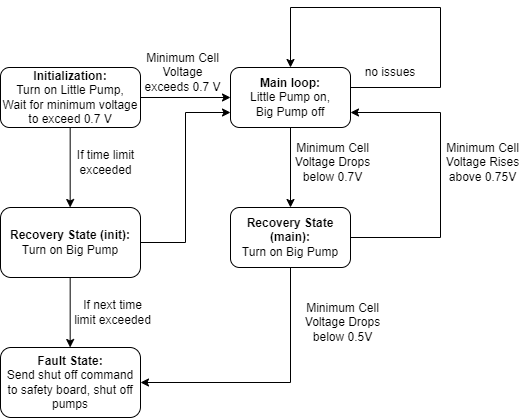 Initialization:
Turn on Little Pump,
Wait for minimum voltage
to exceed 0.7 V
Minimum Cell
Voltage
exceeds 0.7 V
Main loop:
Little Pump on,
Big Pump off
no issues
If time limit
exceeded
Minimum Cell
Voltage Drops
below 0.7V
Minimum Cell
Voltage Rises
above 0.75V
Recovery State (init):
Turn on Big Pump
Recovery State
(main):
Turn on Big Pump
If next time
limit exceeded
Minimum Cell
Voltage Drops
below 0.5V
Fault State:
Send shut off command
to safety board, shut off
pumps